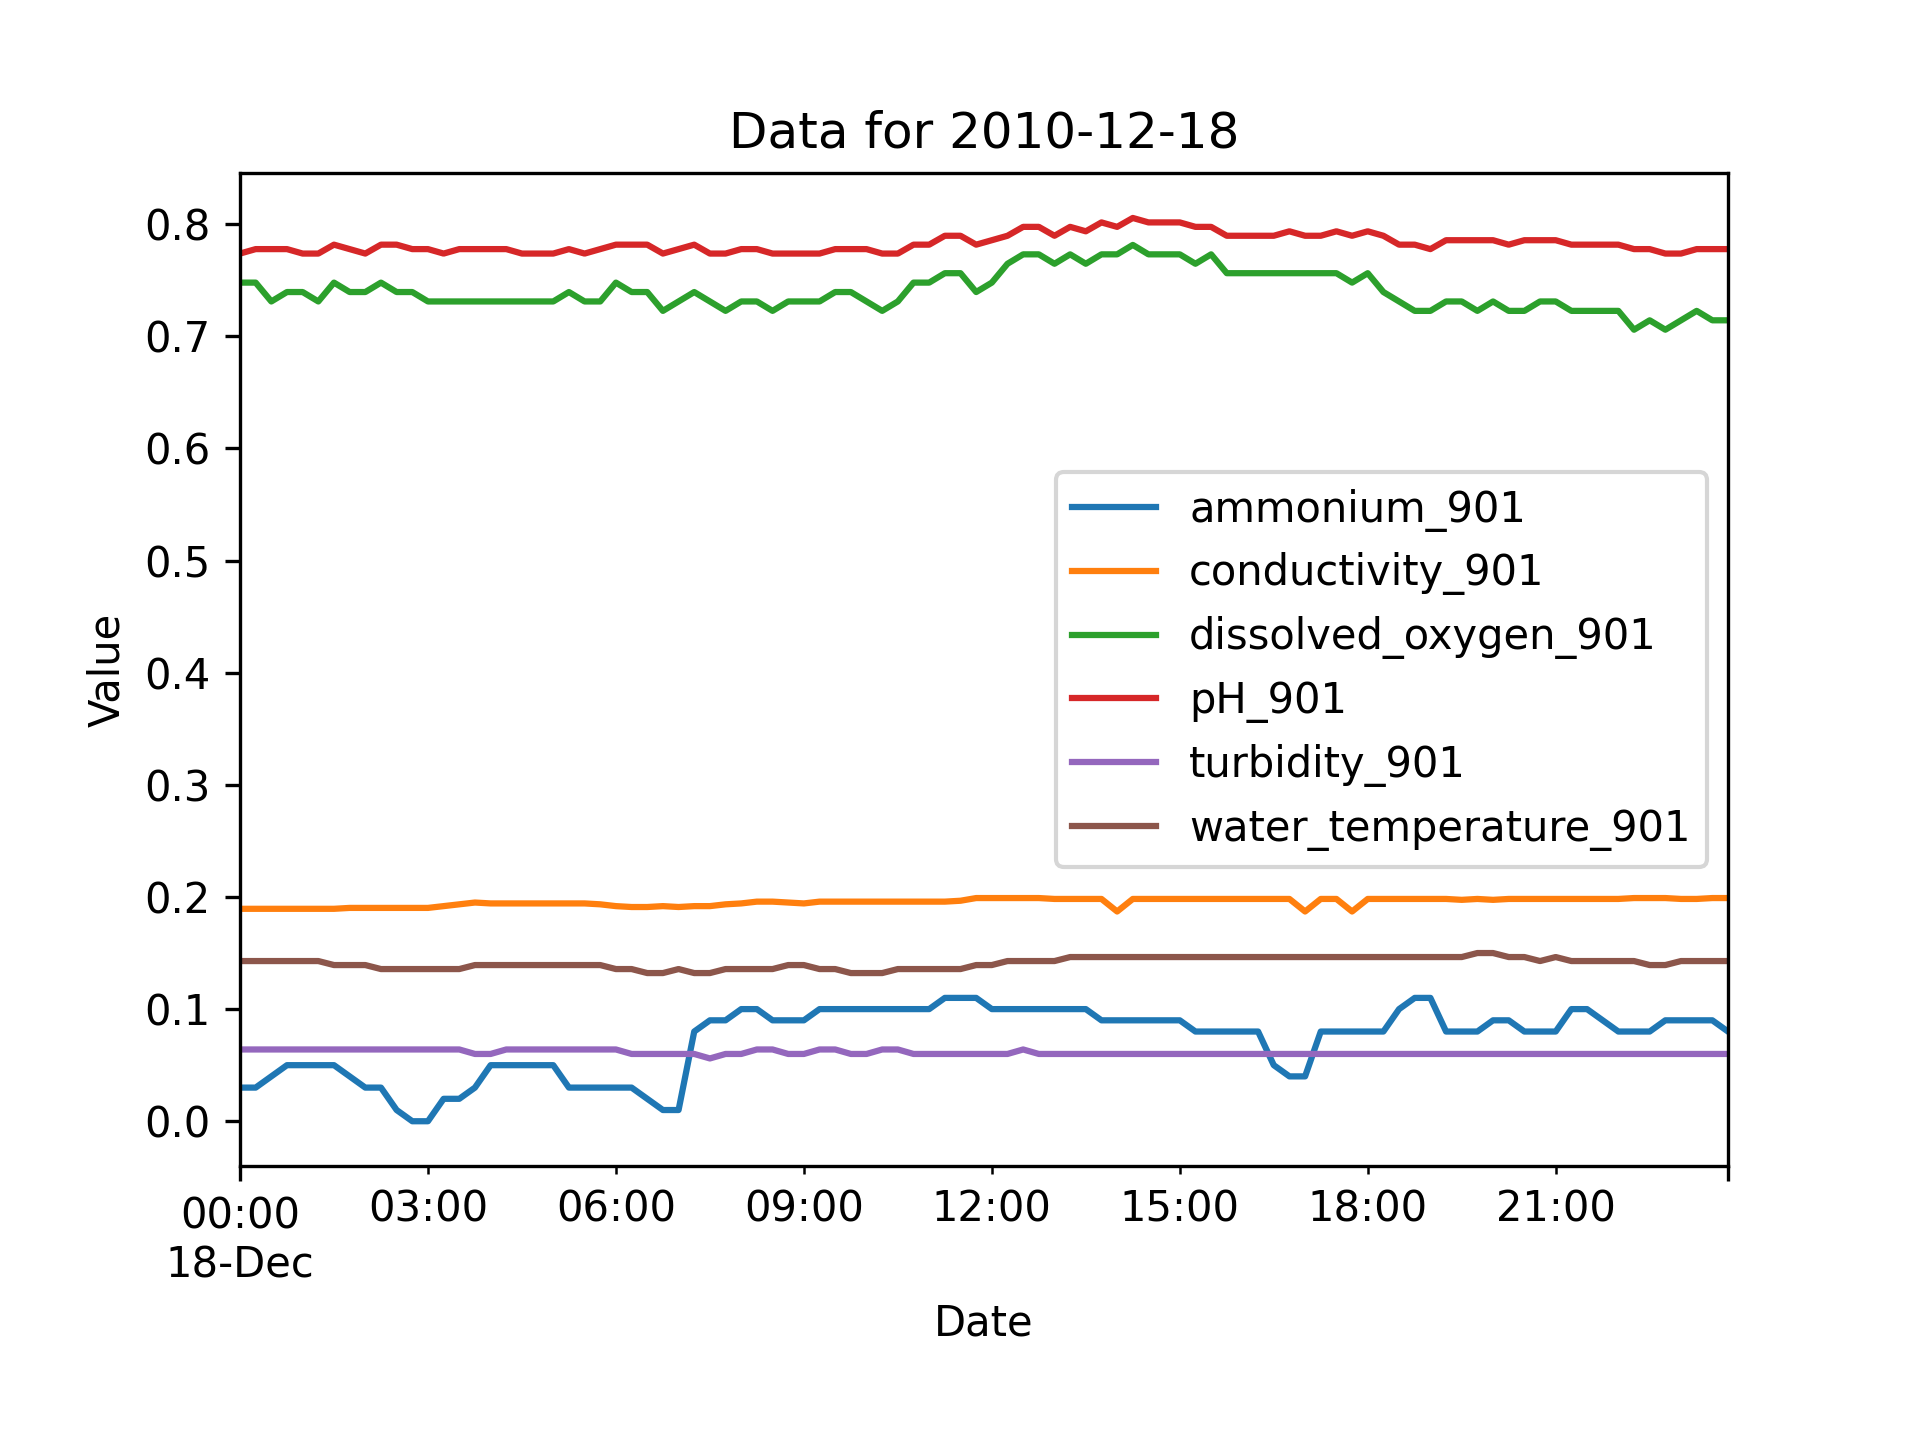 Data for 2010-12-18
0.8
0.7
0.6
0.5
0.4
0.3
0.2
0.1
0.0
Value
ammonium_901
conductivity_901
dissolved_oxygen_901
pH_901
turbidity_901
water_temperature_901
00:00 03:00 06:00 09:00 12:00 15:00 18:00 21:00
18-Dec
Date